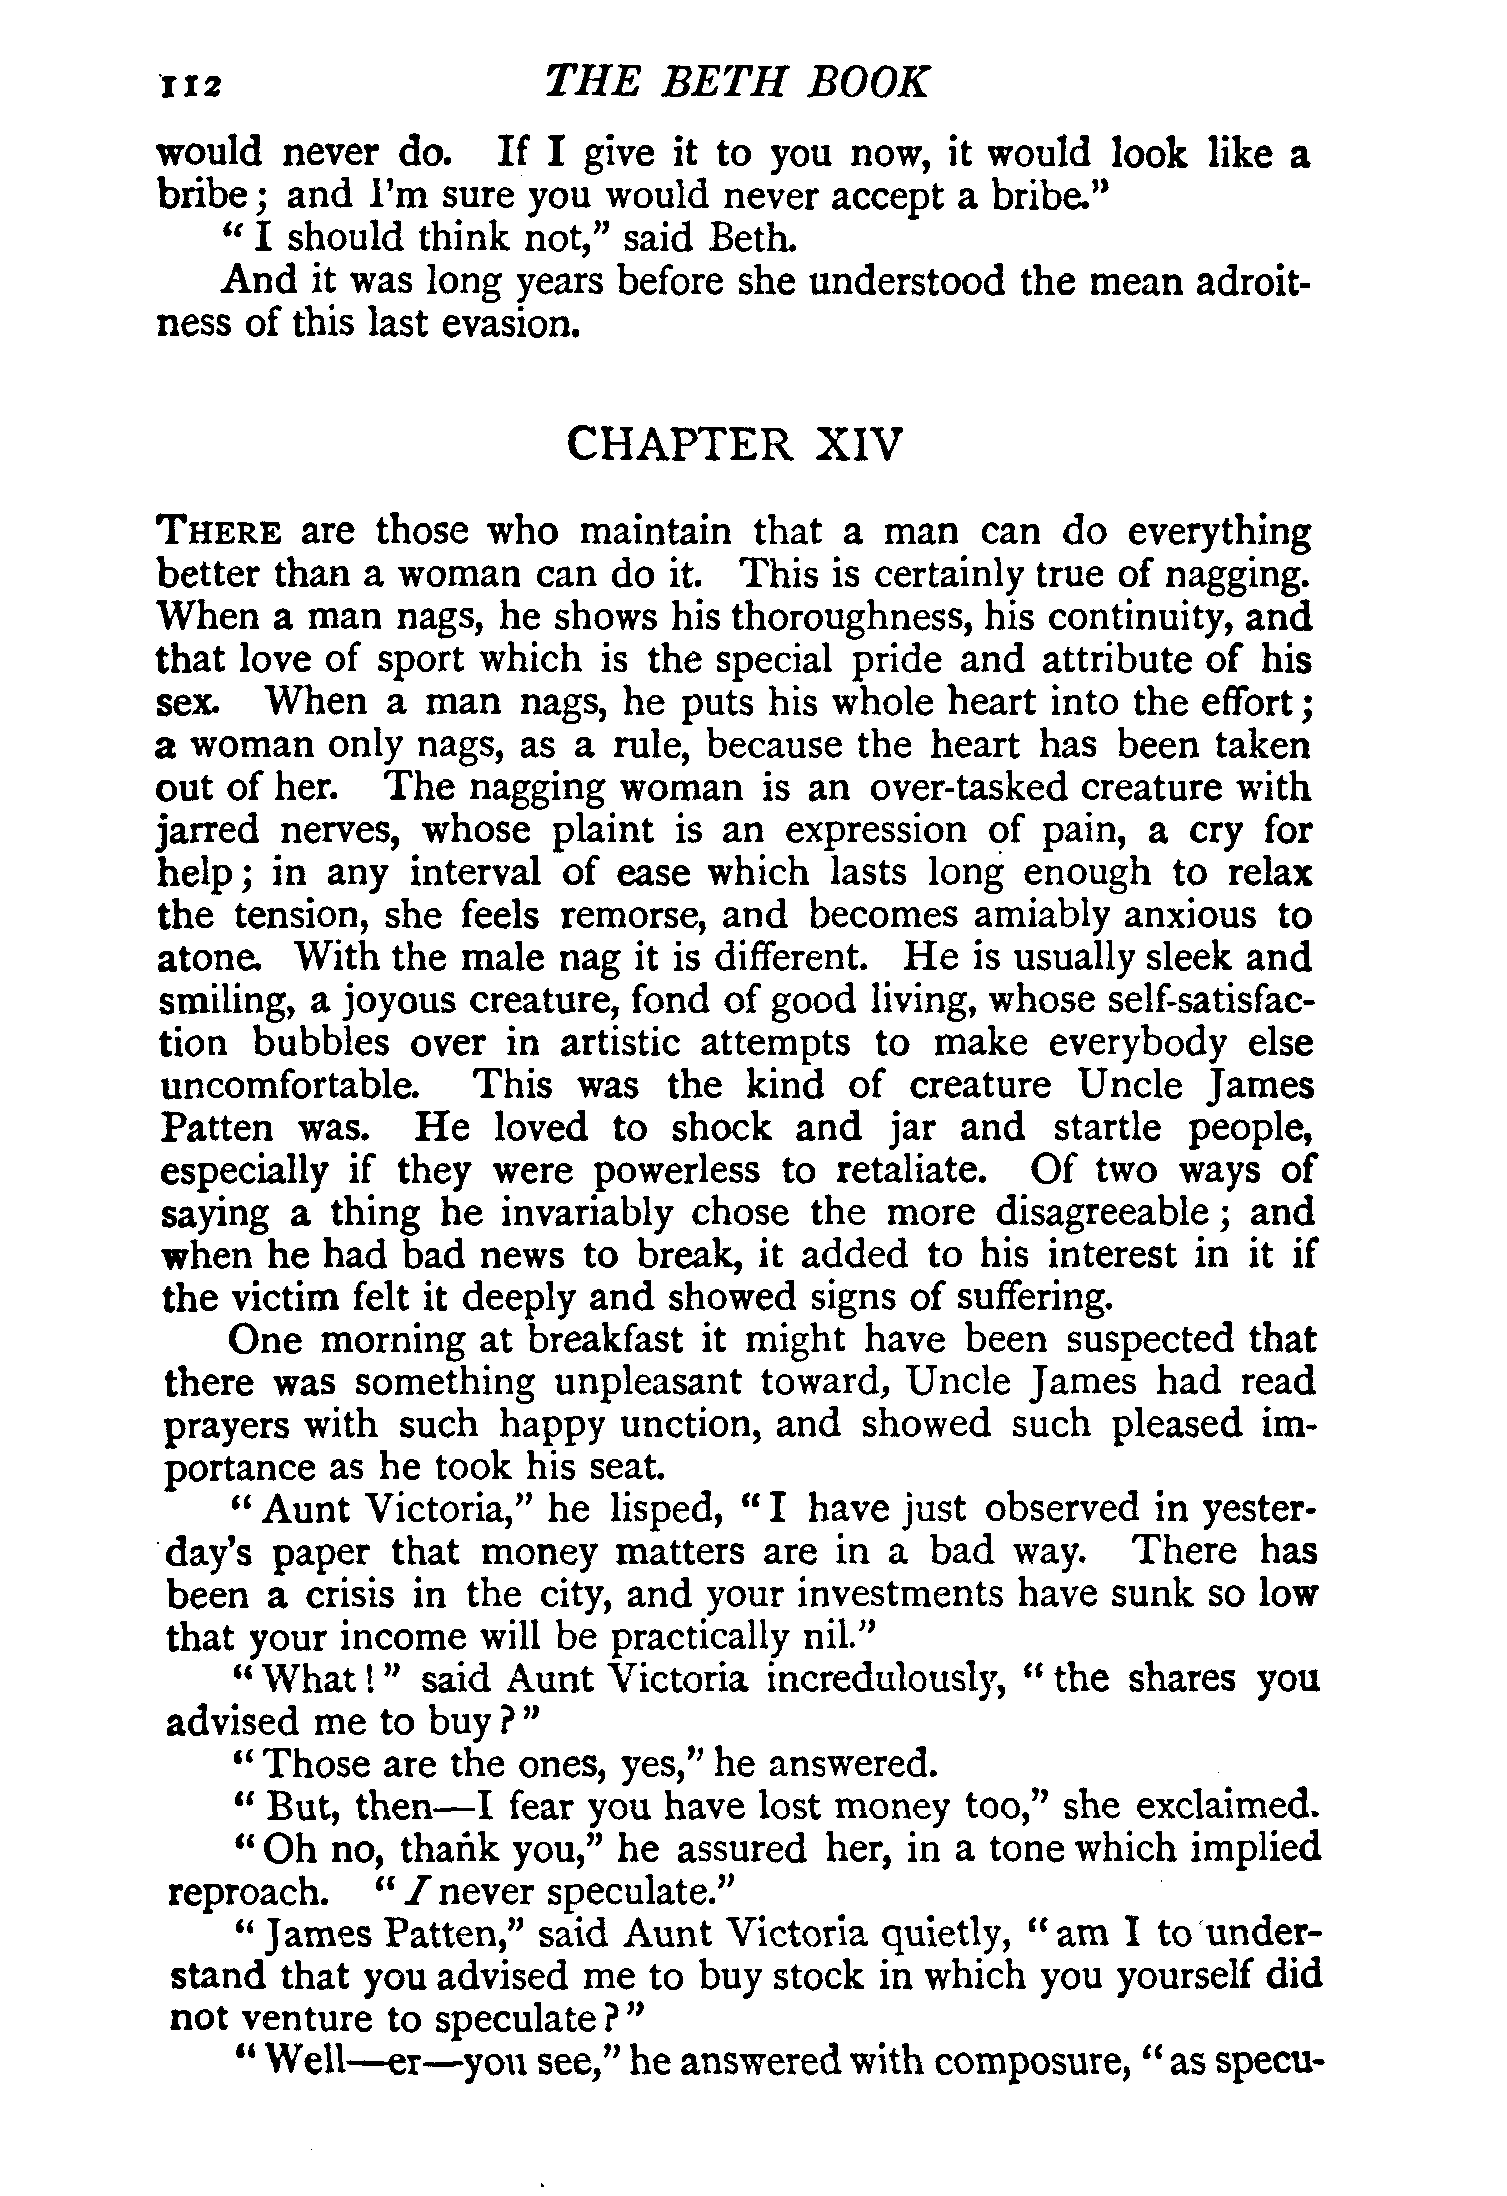 112 THE BETH BOOK
would never do. If I give it to you now, it would look like a
bribe; and I'm sure you would never accept a bribe."
"I should think not," said Beth.
And it was long years before she understood the mean adroit-
ness of this last evasion.
CHAPTER XIV
THERE are those who maintain that a man can do everything
better than a woman can do it. This is certainly true of nagging.
When a man nags, he shows his thoroughness, his continuity, and
that love of sport which is the special pride and attribute of his
sex. When a man nags, he puts his whole heart into the effort;
a woman only nags, as a rule, because the heart has been taken
out of her. The nagging woman is an over-tasked creature with
jarred nerves, whose plaint is an expression of pain, a cry for
help; in any interval of ease which lasts long enough to relax
the tension, she feels remorse, and becomes amiably anxious to
atone. With the male nag it is different. He is usually sleek and
smiling, a joyous creature, fond of good living, whose self-satisfac-
tion bubbles over in artistic attempts to make everybody else
uncomfortable. This was the kind of creature Uncle James
Patten was. He loved to shock and jar and startle people,
especially if they were powerless to retaliate. Of two ways of
saying a thing he invariably chose the more disagreeable; and
when he had bad news to break, it added to his interest in it if
the victim felt it deeply and showed signs of suffering.
One morning at breakfast it might have been suspected that
there was something unpleasant toward, Uncle James had read
prayers with such happy unction, and showed such pleased im-
portance as he took his seat.
"Aunt Victoria," he lisped, "I have just observed in yester-
day's paper that money matters are in a bad way. There has
been a crisis in the city, and your investments have sunk so low
that your income will be practically nil."
"What!" said Aunt Victoria incredulously, "the shares you
advised me to buy?"
"Those are the ones, yes," he answered.
"But, then—I fear you have lost money too," she exclaimed.
"Oh no, thank you," he assured her, in a tone which implied
reproach. "I never speculate."
"James Patten," said Aunt Victoria quietly, "am I to under-
stand that you advised me to buy stock in which you yourself did
not venture to speculate?"
"Well—er—you see," he answered with composure, "as specu-